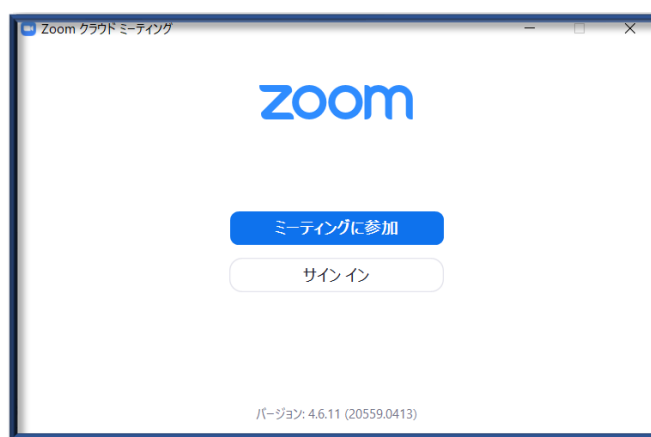 Zoom クラウド ミーティング
zoom
ミーティングに参加
サイン イン
バージョン: 4.6.11 (20559.0413)